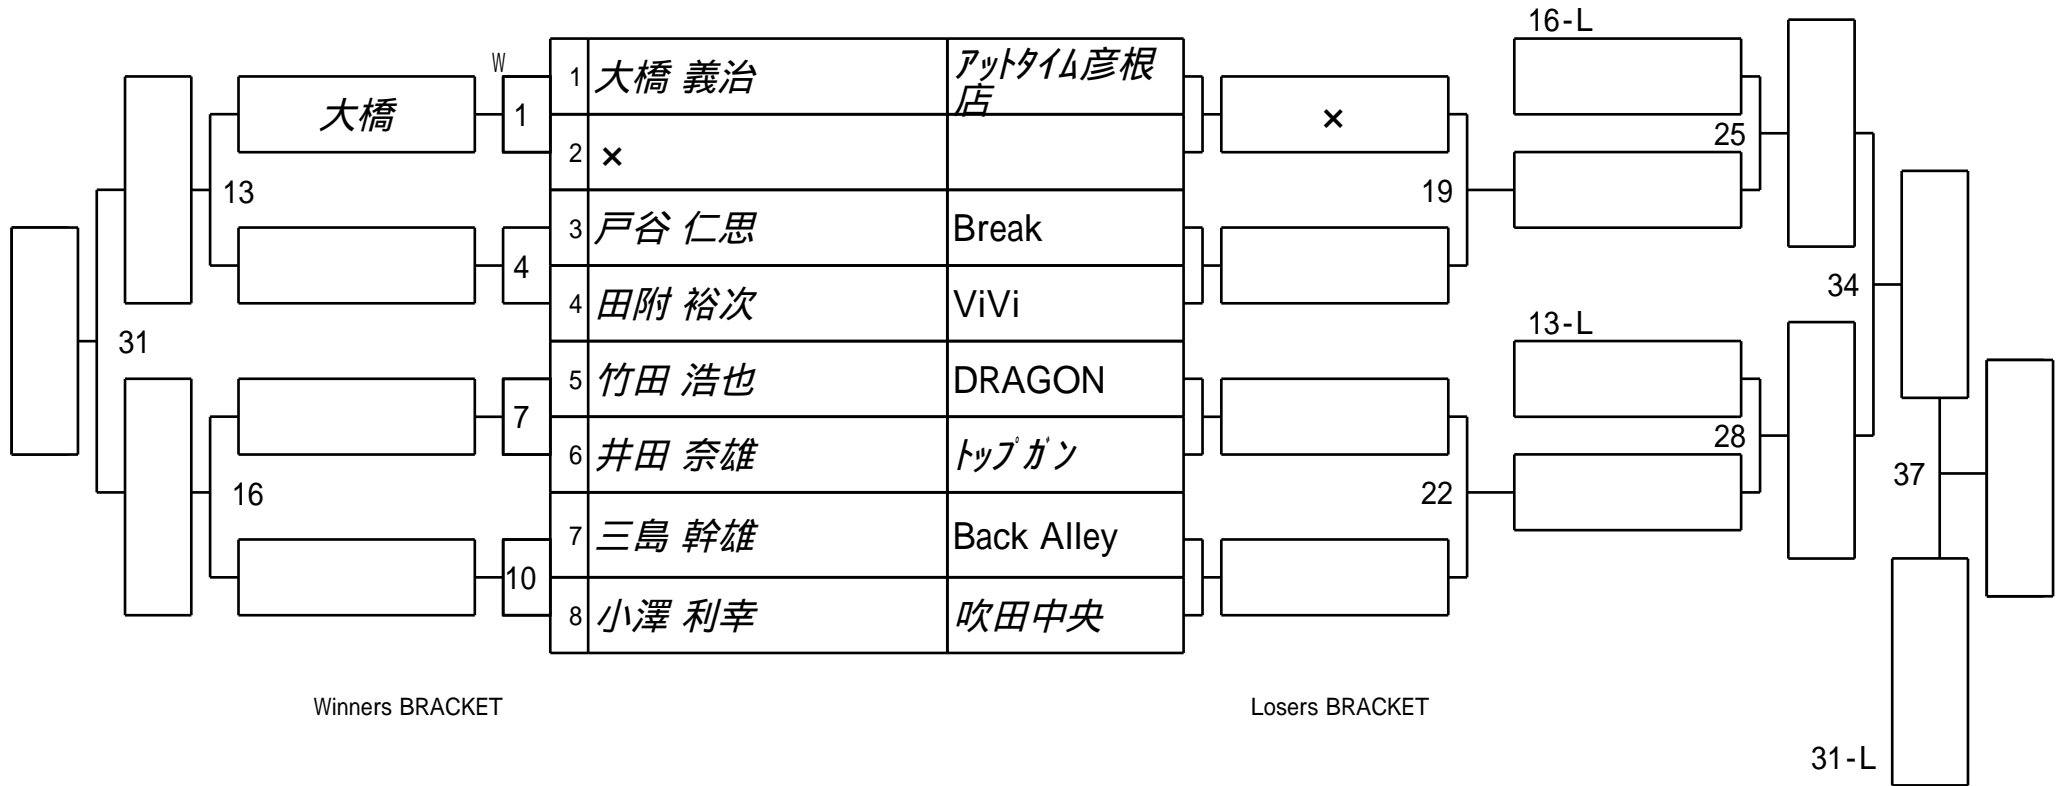 16-L
W
1 大橋 義治 ｱｯﾄﾀｲﾑ彦根
店
大橋
1
×
2 ×
25
13
19
3 戸谷 仁思 Break
4
4 田附 裕次 ViVi
34
13-L
31
5 竹田 浩也 DRAGON
7
28
6 井田 奈雄 ﾄｯﾌﾟｶﾞﾝ
37
16
22
7 三島 幹雄 Back Alley
10
8 小澤 利幸 吹田中央
Winners BRACKET
Losers BRACKET
31-L